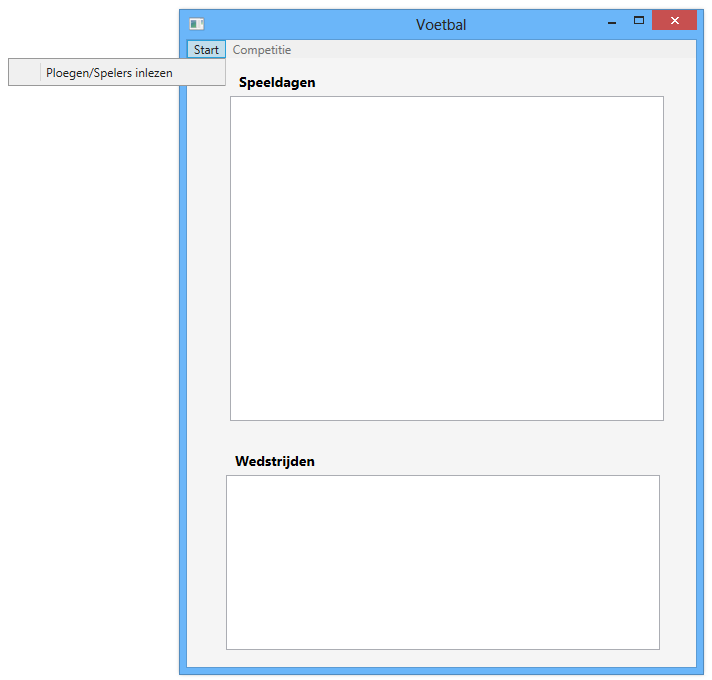 Voetbal
Start Competitie
Ploegen/Spelers inlezen
Speeldagen
Wedstrijden